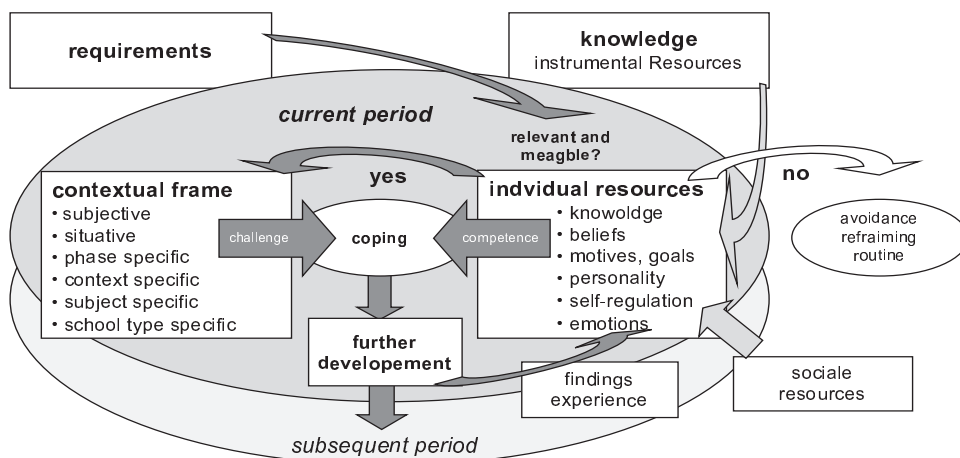 requirements
knowledge
instrumental Resources
current period
relevant and
meagble?
yes
no
contextual frame
• subjective
• situative
• phase specific
• context specific
• subject specific
• school type specific
challenge
coping
competence
indvidual resources
• knowoldge
• beliefs
• motives, goals
• personality
• self-regulation
• emotions
avoidance
refraiming
routine
further
developement
findings
experience
sociale
resources
subsequent period